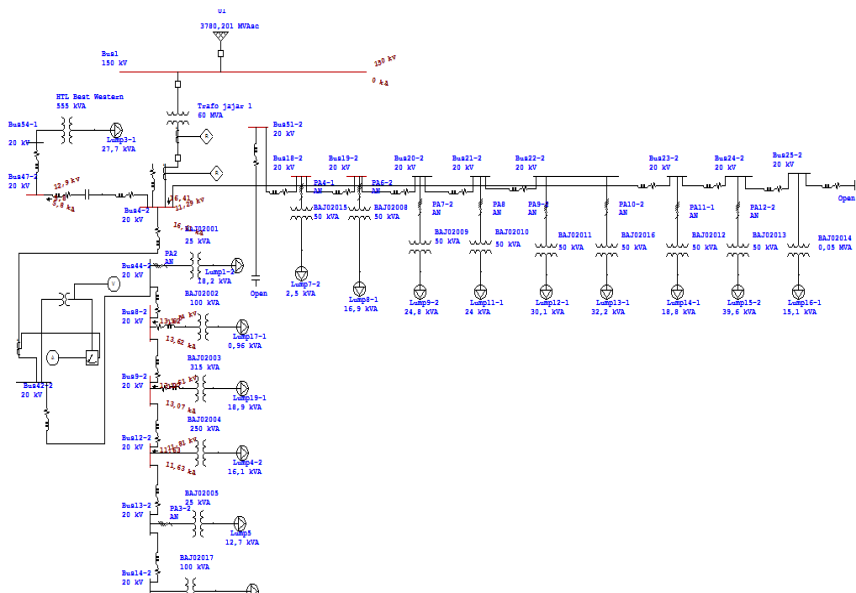 U1
3780,201 MVAsc
Bus1
150 kV
150 kV
0 kA
HTL Best Western
555 kVA
Trafo jajar 1
60 MVA
Bus54-1
20 kV
Lump3-1
27,7 kVA
R
Bus51-2
20 kV
Bus47-2
20 kV
12,9 kV
5,8 kA
R
Bus4-2
20 kV
11,29 kV
Bus18-2
20 kV
Bus19-2
20 kV
Bus20-2
20 kV
Bus21-2
20 kV
Bus22-2
20 kV
Bus23-2
20 kV
Bus24-2
20 kV
Bus25-2
20 kV
Open
PA4-1
PA6-2
PA7-2
AN
PA8
AN
PA9-2
AN
PA10-2
AN
PA11-1
AN
PA12-2
AN
BAJ02015
50 kVA
BAJ02008
50 kVA
BAJ02009
50 kVA
BAJ02010
50 kVA
BAJ02011
50 kVA
BAJ02016
50 kVA
BAJ02012
50 kVA
BAJ02013
50 kVA
BAJ02014
0,05 MVA
Open
Lump7-2
2,5 kVA
Lump8-1
16,9 kVA
Lump9-2
24,8 kVA
Lump11-1
24 kVA
Lump12-1
30,1 kVA
Lump13-1
32,2 kVA
Lump14-1
18,8 kVA
Lump15-2
39,6 kVA
Lump16-1
15,1 kVA
BAJ02001
25 kVA
PA2
AN
Bus44-2
20 kV
Lump1-2
18,2 kVA
V
A
Bus42-2
20 kV
BAJ02002
100 kVA
Bus8-2
20 kV
13,62 kA
Lump17-1
0,96 kVA
BAJ02003
315 kVA
Bus9-2
20 kV
13,07 kA
Lump19-1
18,9 kVA
BAJ02004
250 kVA
Bus12-2
20 kV
11,63 kA
Lump4-2
16,1 kVA
BAJ02005
25 kVA
Bus13-2
20 kV
PA3-2
AN
Lump5
12,7 kVA
BAJ02017
100 kVA
Bus14-2
20 kV